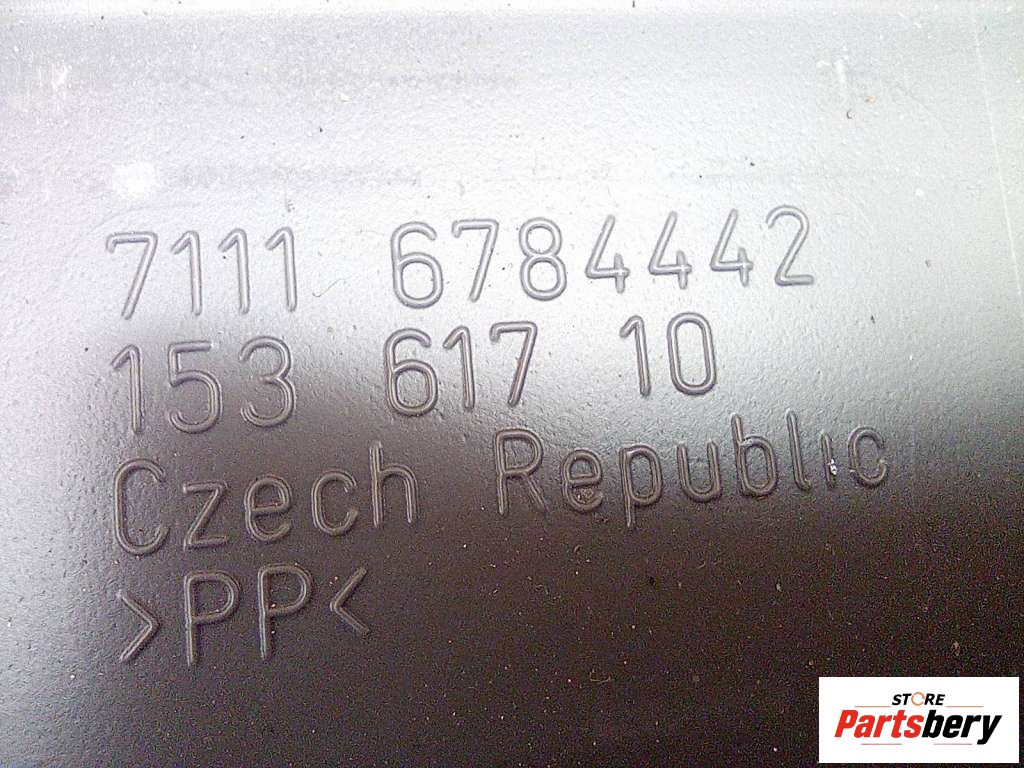 7111 6784442
153 617 10
Czech Republic
>PP<
STORE
Partsbery